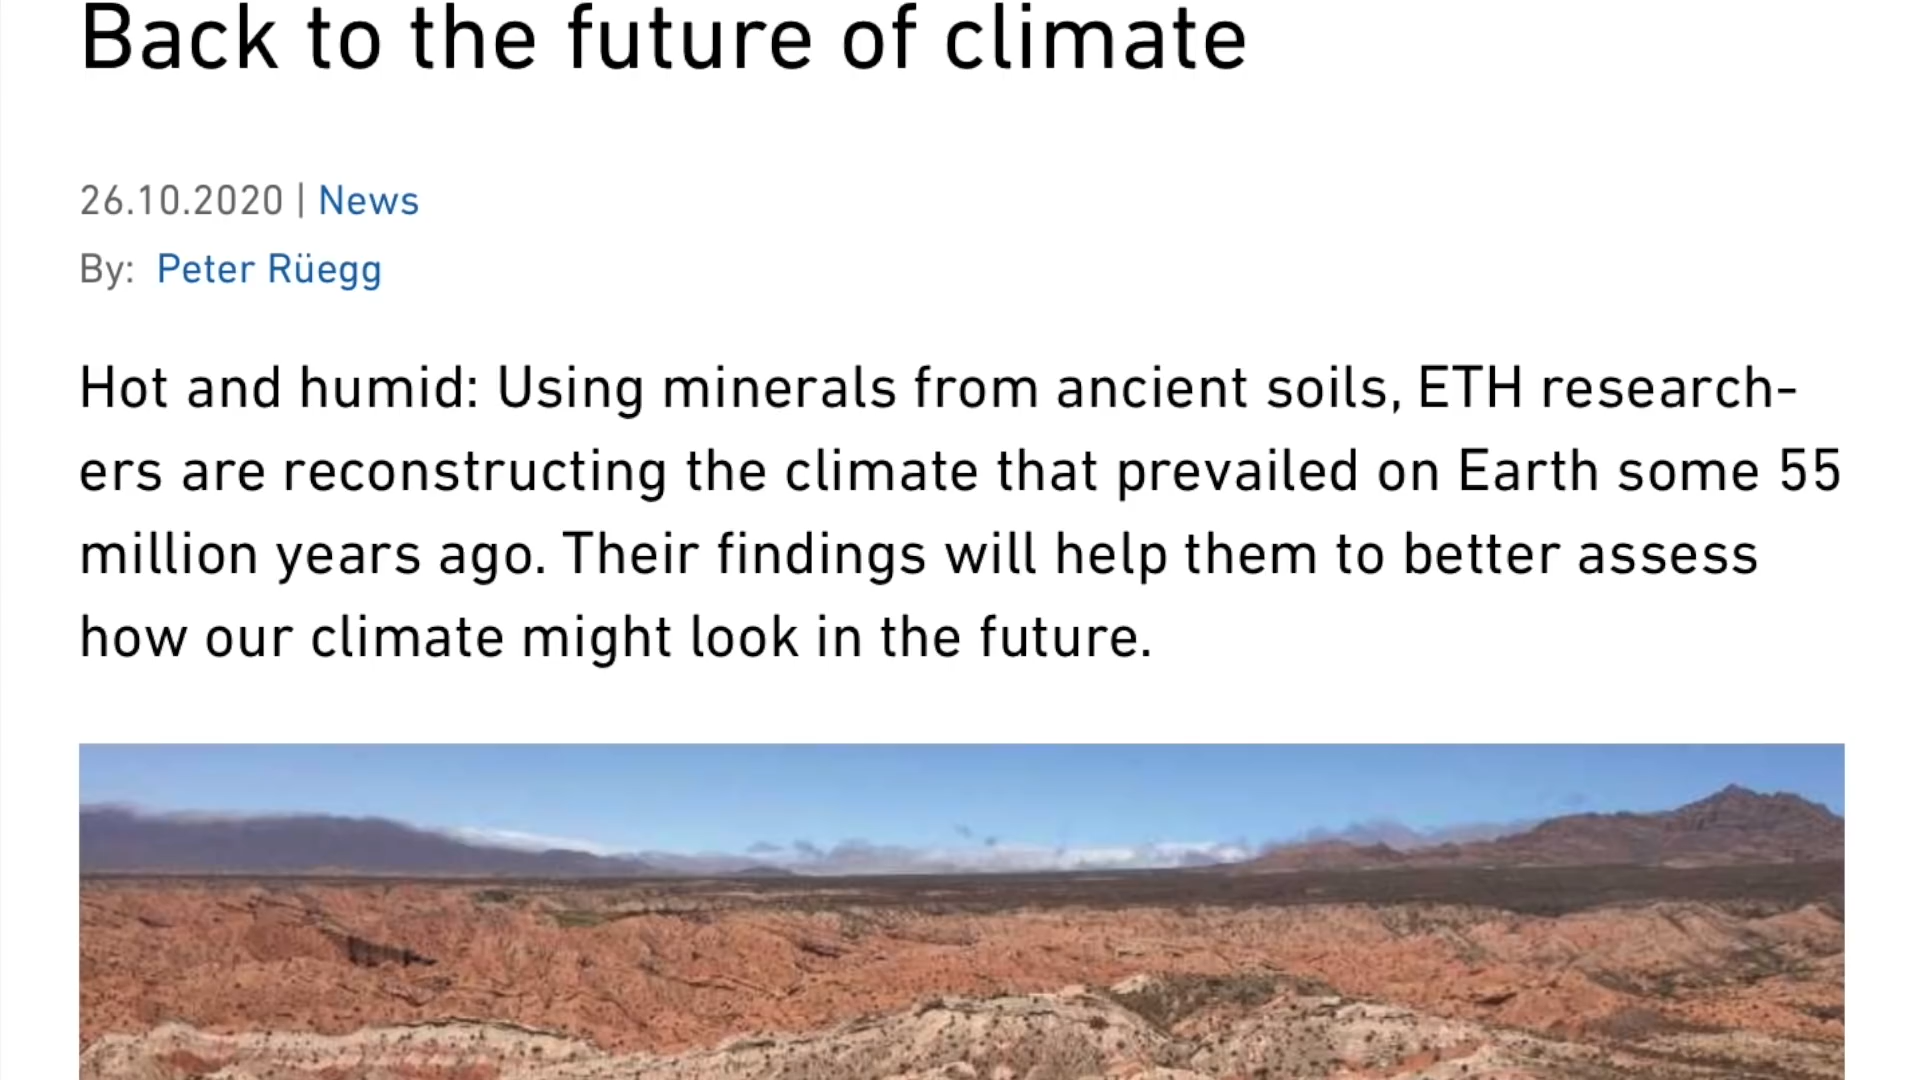 Back to the future of climate
26.10.2020 | News
By: Peter Rüegg
Hot and humid: Using minerals from ancient soils, ETH research-
ers are reconstructing the climate that prevailed on Earth some 55
million years ago. Their findings will help them to better assess
how our climate might look in the future.